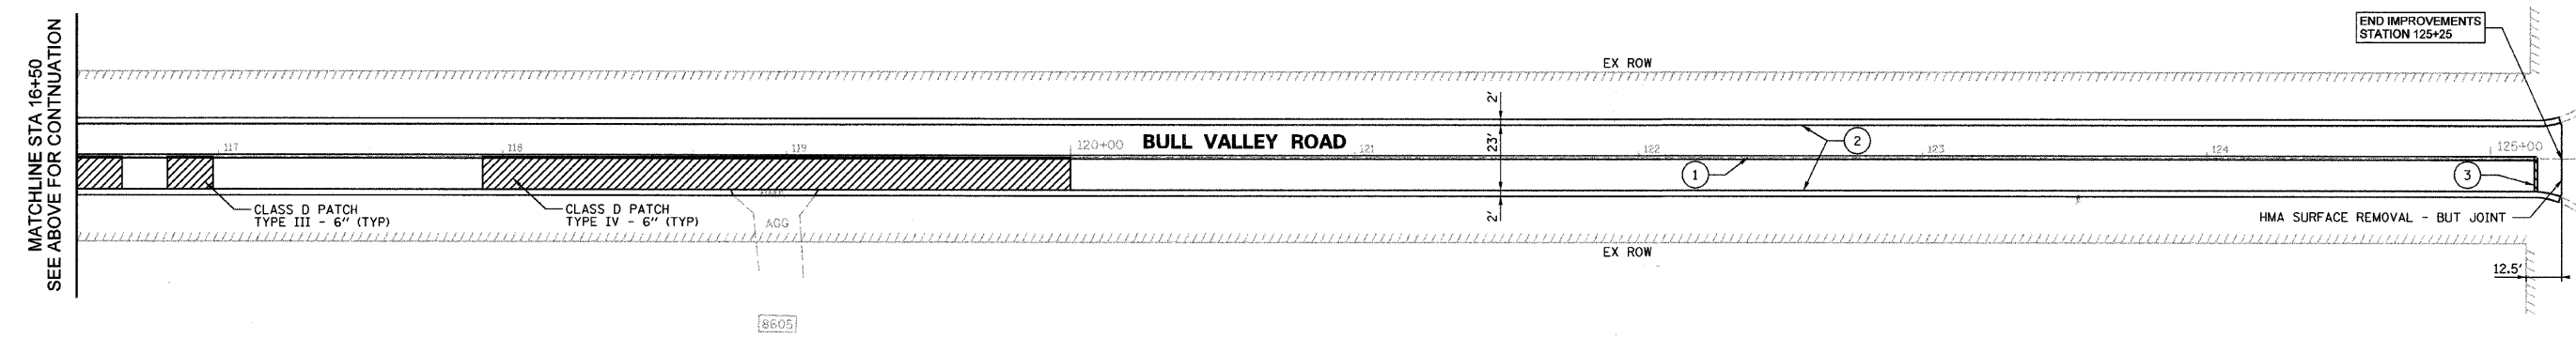 MATCHLINE STA 16+50
SEE ABOVE FOR CONTNUATION
END IMPROVEMENTS
STATION 125+25
EX ROW
2'
23'
2'
BULL VALLEY ROAD
117
118
119
120+00
121
122
123
124
125+00
1
2
3
CLASS D PATCH
TYPE III - 6" (TYP)
CLASS D PATCH
TYPE IV - 6" (TYP)
AGG
HMA SURFACE REMOVAL - BUT JOINT
EX ROW
12.5'
8605